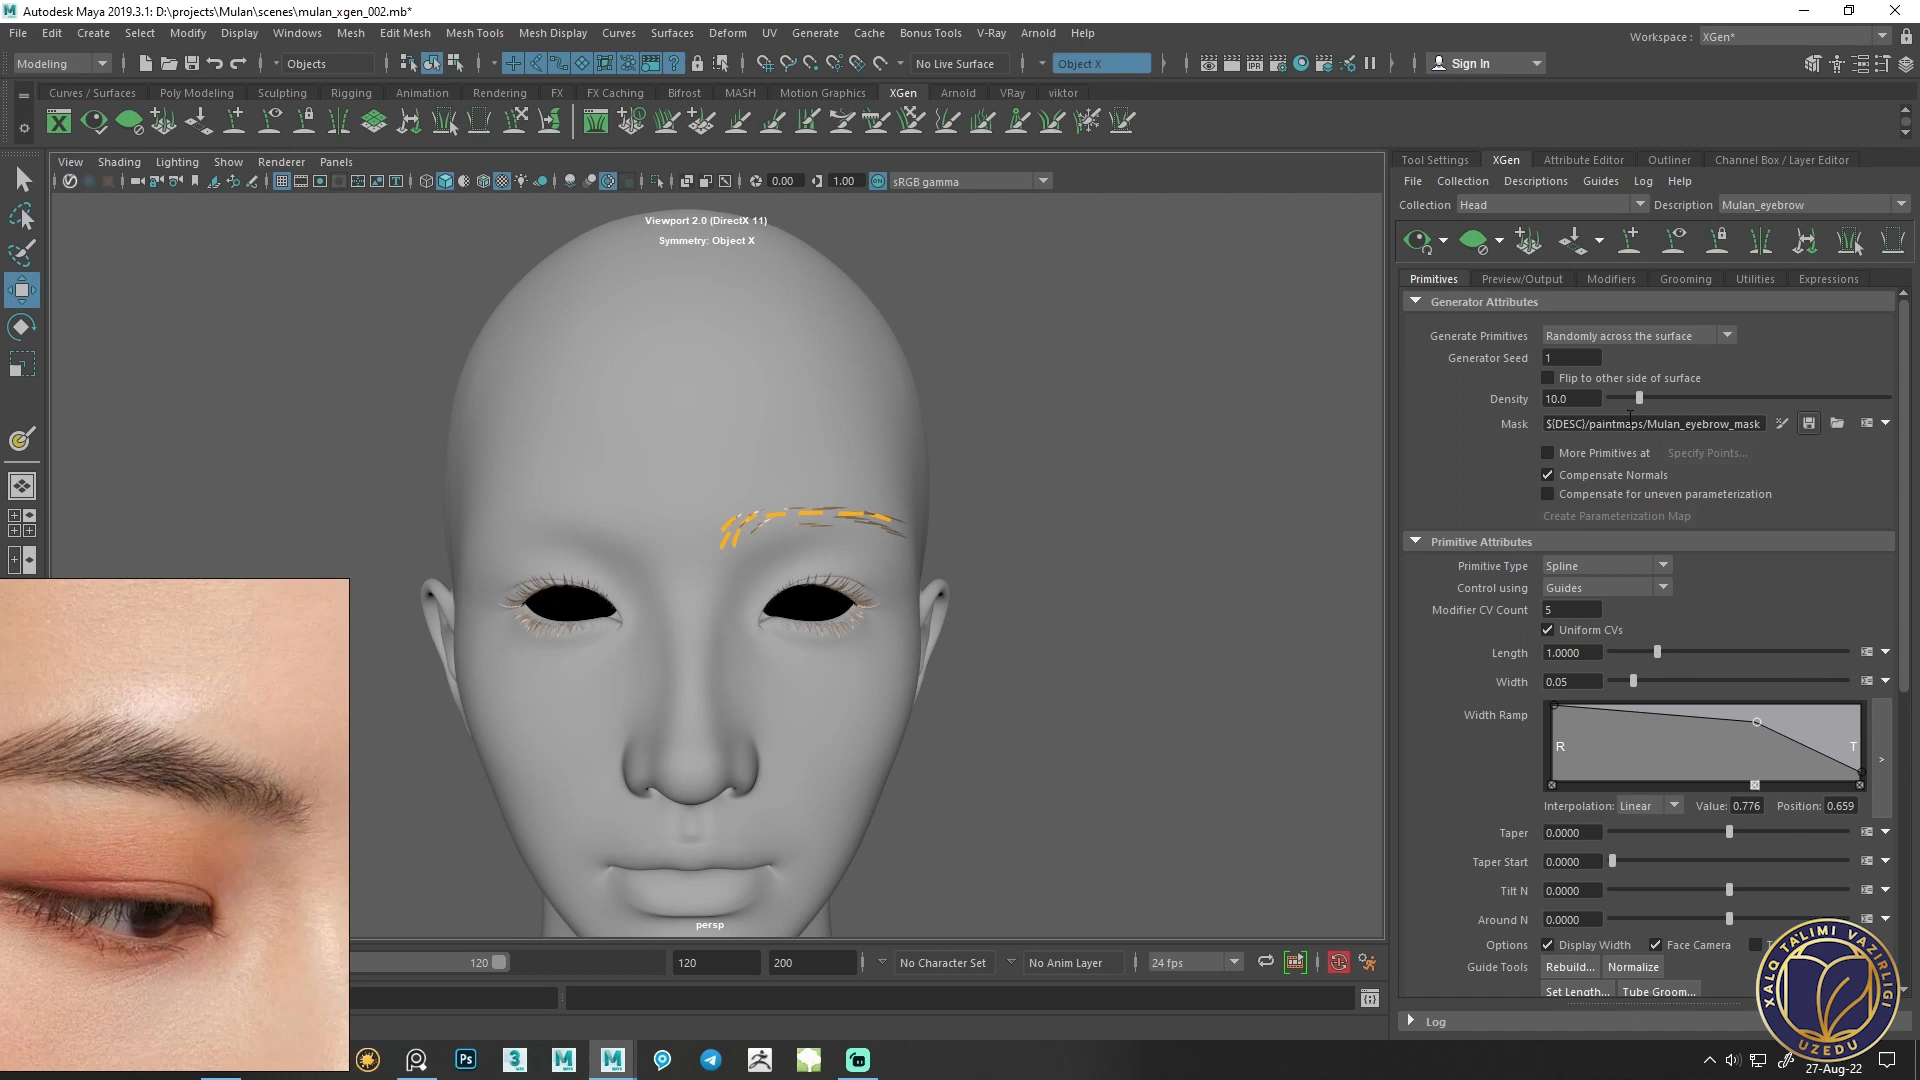 Autodesk Maya 2019.3.1: D:\projects\Mulan\scenes\mulan_xgen_002.mb*
File Edit Create Select Modify Display Windows Mesh Edit Mesh Mesh Tools Mesh Display Curves Surfaces Deform UV Generate Cache Bonus Tools V-Ray Arnold Help
Workspace : XGen*
Modeling Objects No Live Surface Object X Sign In
Curves / Surfaces Poly Modeling Sculpting Rigging Animation Rendering FX FX Caching Bifrost MASH Motion Graphics XGen Arnold VRay viktor
View Shading Lighting Show Renderer Panels
0.00 1.00 sRGB gamma
Viewport 2.0 (DirectX 11)
Symmetry: Object X
persp
Tool Settings XGen Attribute Editor Outliner Channel Box / Layer Editor
File Collection Descriptions Guides Log Help
Collection Head Description Mulan_eyebrow
Primitives Preview/Output Modifiers Grooming Utilities Expressions
Generator Attributes
Generate Primitives Randomly across the surface
Generator Seed 1
Flip to other side of surface
Density 10.0
Mask ${DESC}/paintmaps/Mulan_eyebrow_mask
More Primitives at Specify Points...
Compensate Normals
Compensate for uneven parameterization
Create Parameterization Map
Primitive Attributes
Primitive Type Spline
Control using Guides
Modifier CV Count 5
Uniform CVs
Length 1.0000
Width 0.05
Width Ramp
R T
Interpolation: Linear Value: 0.776 Position: 0.659
Taper 0.0000
Taper Start 0.0000
Tilt N 0.0000
Around N 0.0000
Options Display Width Face Camera
Guide Tools Rebuild... Normalize
Set Length... Tube Groom...
Log
120 120 200 No Character Set No Anim Layer 24 fps
XALQ TA'LIMI VAZIRLIGI
UZEDU
27-Aug-22